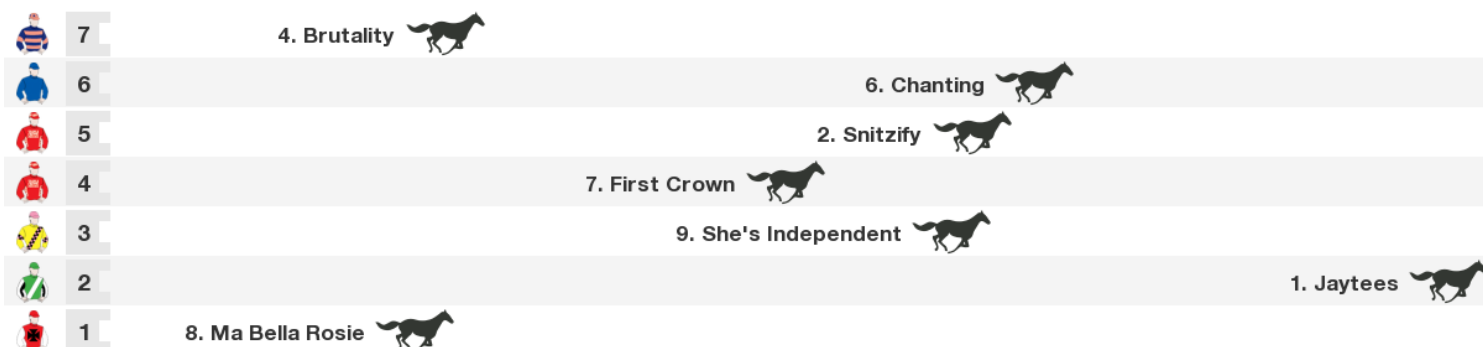 7 4. Brutality
6 6. Chanting
5 2. Snitzify
4 7. First Crown
3 9. She's Independent
2 1. Jaytees
1 8. Ma Bella Rosie